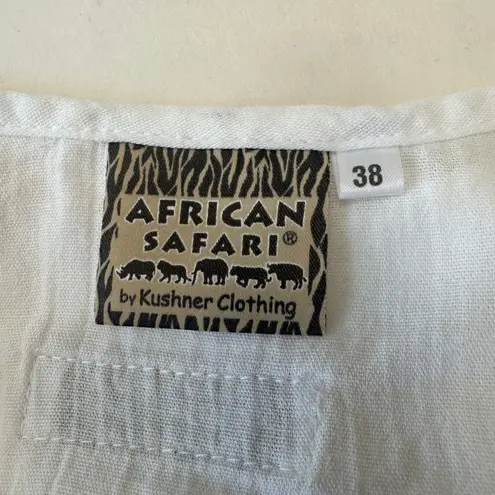 AFRICAN
SAFARI®
by Kushner Clothing
38